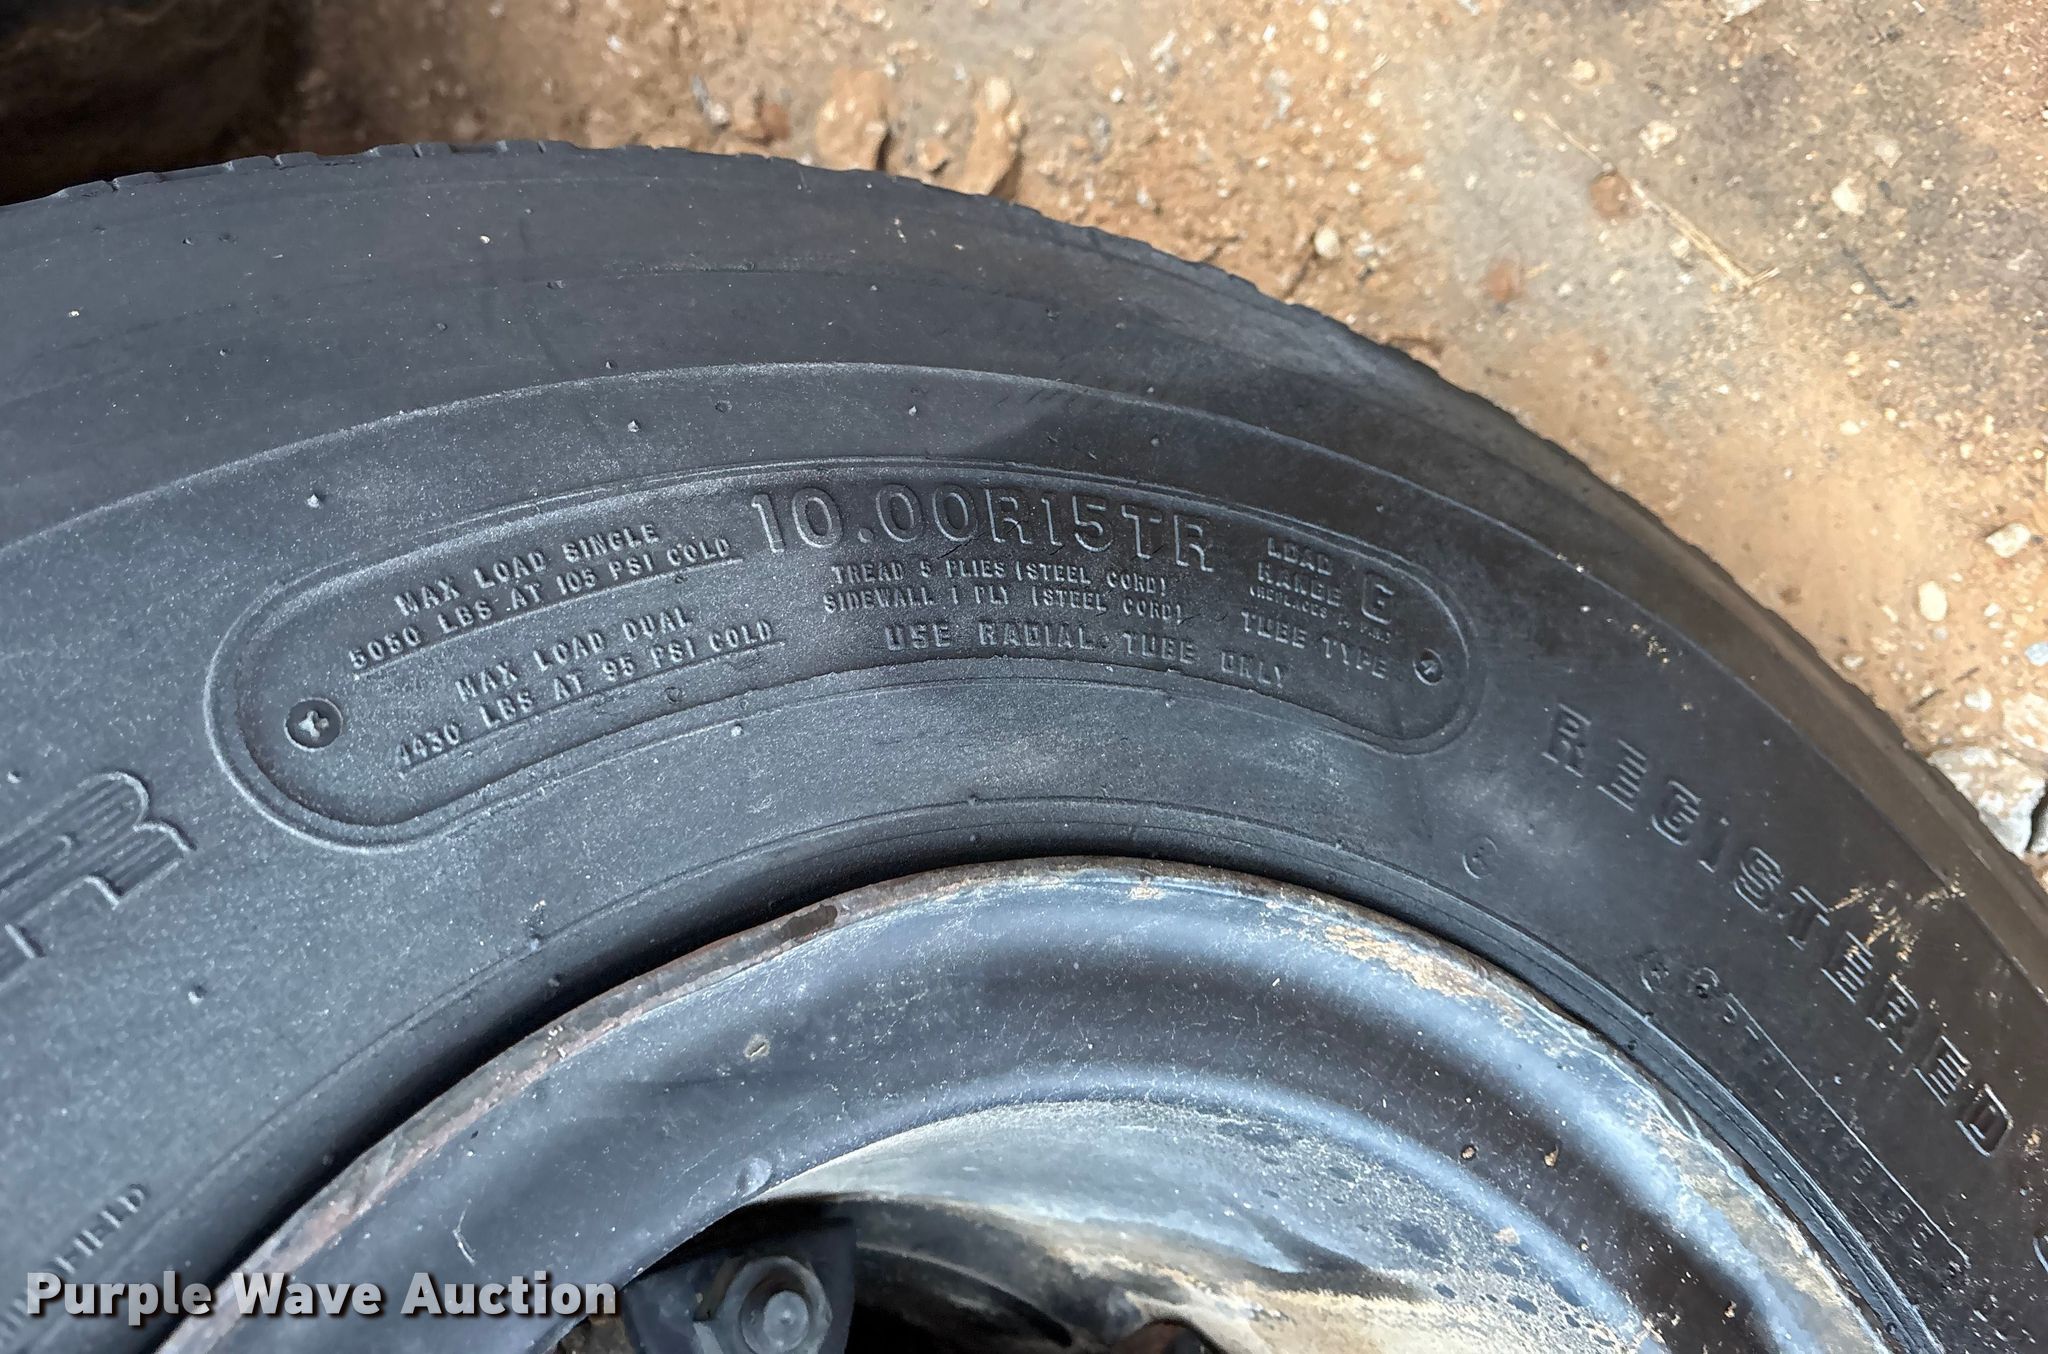 MAX LOAD SINGLE
5050 LBS AT 105 PSI COLD
MAX LOAD DUAL
4430 LBS AT 95 PSI COLD
10.00R15TR
TREAD 5 PLIES (STEEL CORD)
SIDEWALL 1 PLY (STEEL CORD)
USE RADIAL TUBE ONLY
LOAD
RANGE G
TUBE TYPE
REGISTERED
Purple Wave Auction